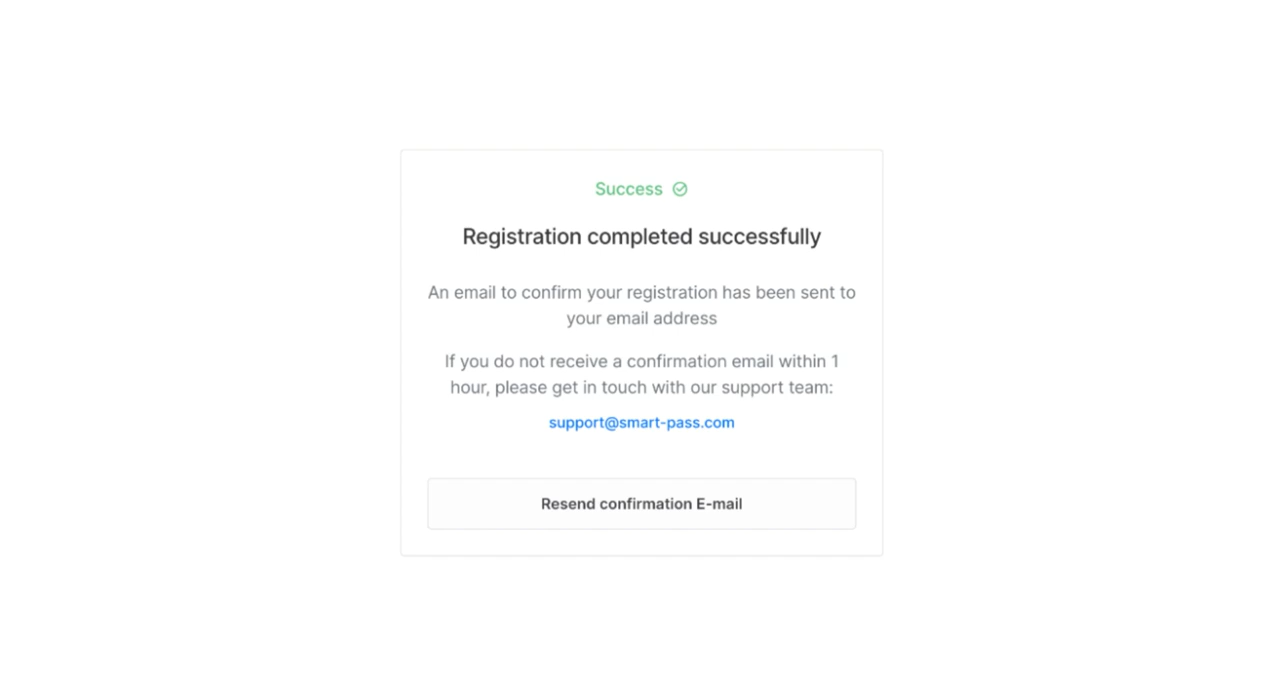 Success
Registration completed successfully
An email to confirm your registration has been sent to
your email address
If you do not receive a confirmation email within 1
hour, please get in touch with our support team:
support@smart-pass.com
Resend confirmation E-mail